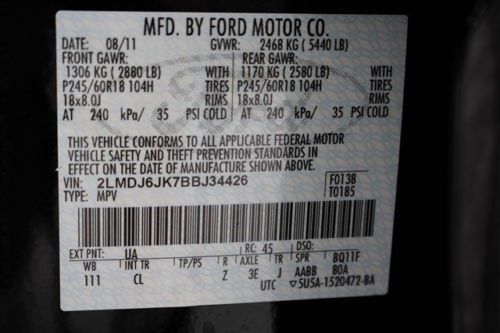 MFD. BY FORD MOTOR CO.
DATE: 08/11 GVWR: 2468 KG ( 5440 LB)
FRONT GAWR: REAR GAWR:
1306 KG ( 2880 LB) WITH 1170 KG ( 2580 LB) WITH
P245/60R18 104H TIRES P245/60R18 104H TIRES
18x8.0J RIMS 18x8.0J RIMS
AT 240 kPa/ 35 PSI COLD AT 240 kPa/ 35 PSI COLD
THIS VEHICLE CONFORMS TO ALL APPLICABLE FEDERAL MOTOR
VEHICLE SAFETY AND THEFT PREVENTION STANDARDS IN
EFFECT ON THE DATE OF MANUFACTURE SHOWN ABOVE.
VIN: 2LMDJ6JK7BBJ34426 F0138
TYPE: MPV T0185
EXT PNT: UA RC: 45 DSO:
WB INT TR TP/PS R AXLE TR SPR BQ11F
111 CL Z 3E J AABB BOA
UTC 5U5A-1520472-BA